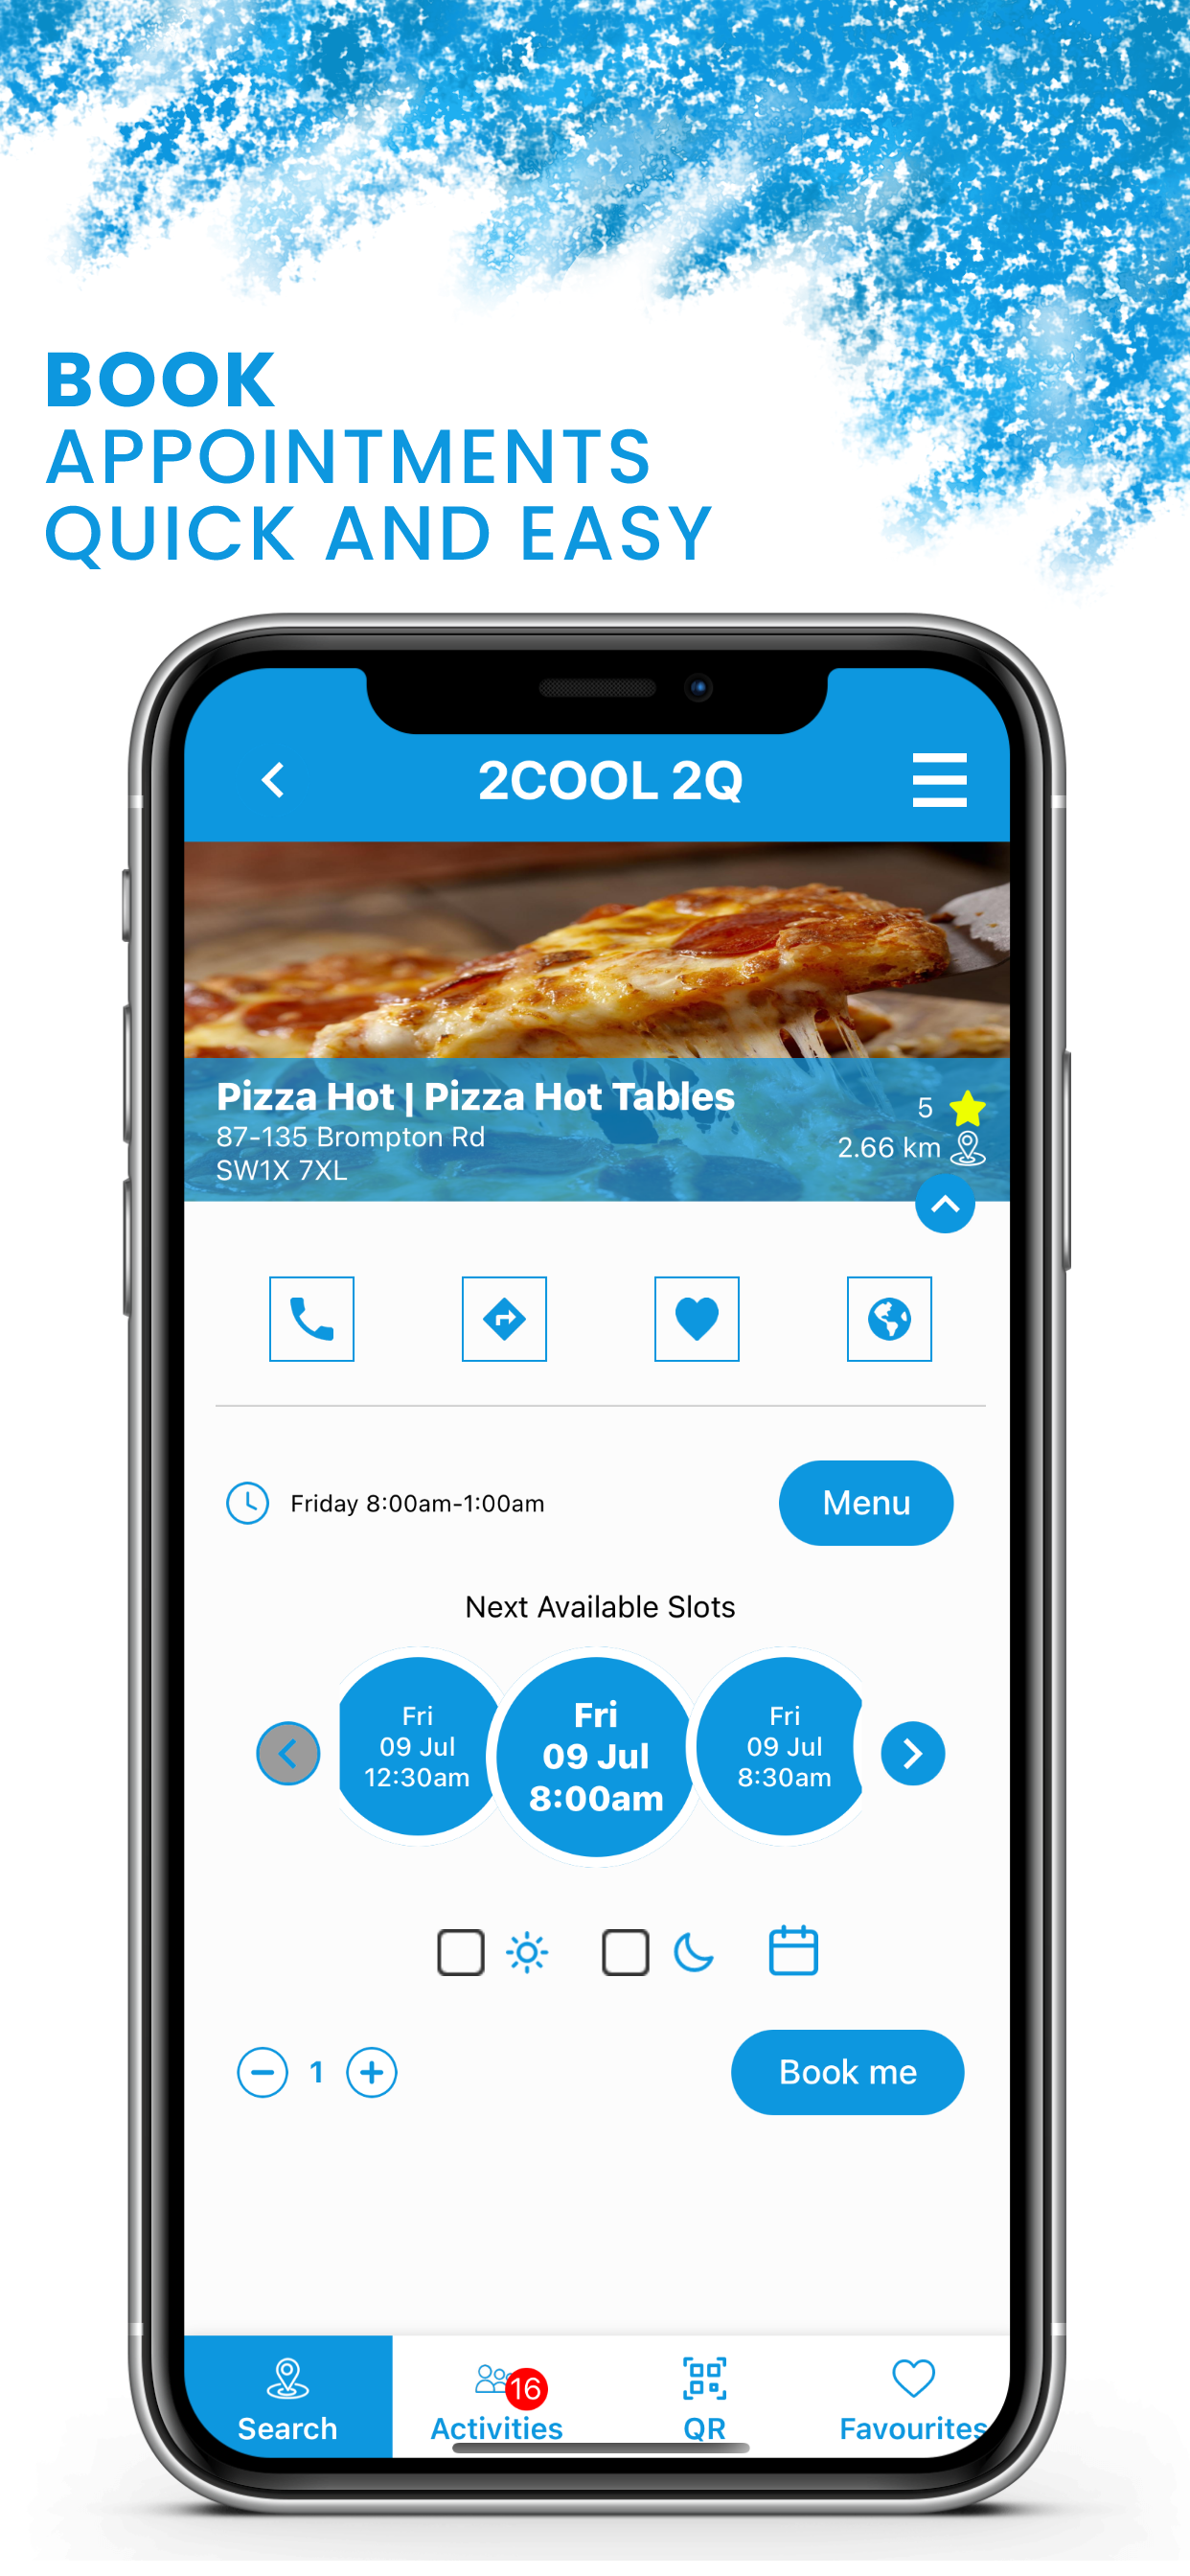 BOOK
APPOINTMENTS
QUICK AND EASY
2COOL 2Q
Pizza Hot | Pizza Hot Tables
87-135 Brompton Rd
SW1X 7XL
5
2.66 km
Friday 8:00am-1:00am
Menu
Next Available Slots
Fri
09 Jul
12:30am
Fri
09 Jul
8:00am
Fri
09 Jul
8:30am
1
Book me
Search
16
Activities
QR
Favourites